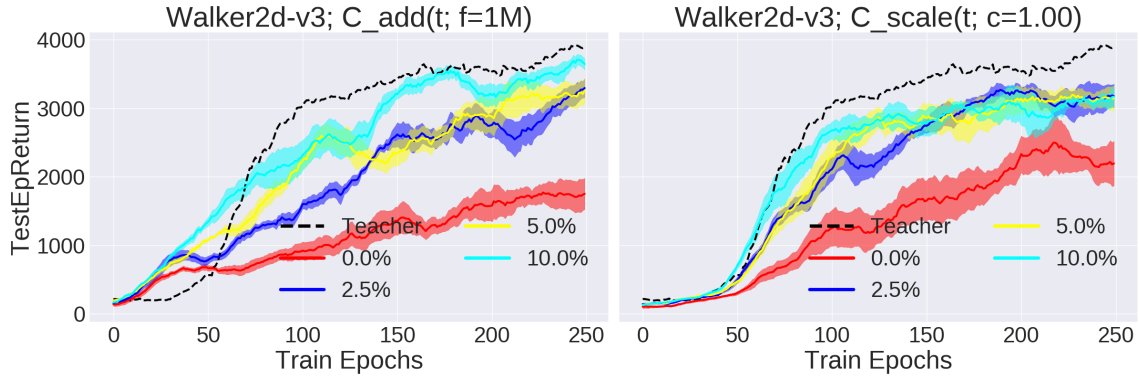 Walker2d-v3; C_add(t; f=1M)
TestEpReturn
4000
3000
2000
1000
0
Teacher
0.0%
2.5%
5.0%
10.0%
0 50 100 150 200 250
Train Epochs
Walker2d-v3; C_scale(t; c=1.00)
Teacher
0.0%
2.5%
5.0%
10.0%
0 50 100 150 200 250
Train Epochs